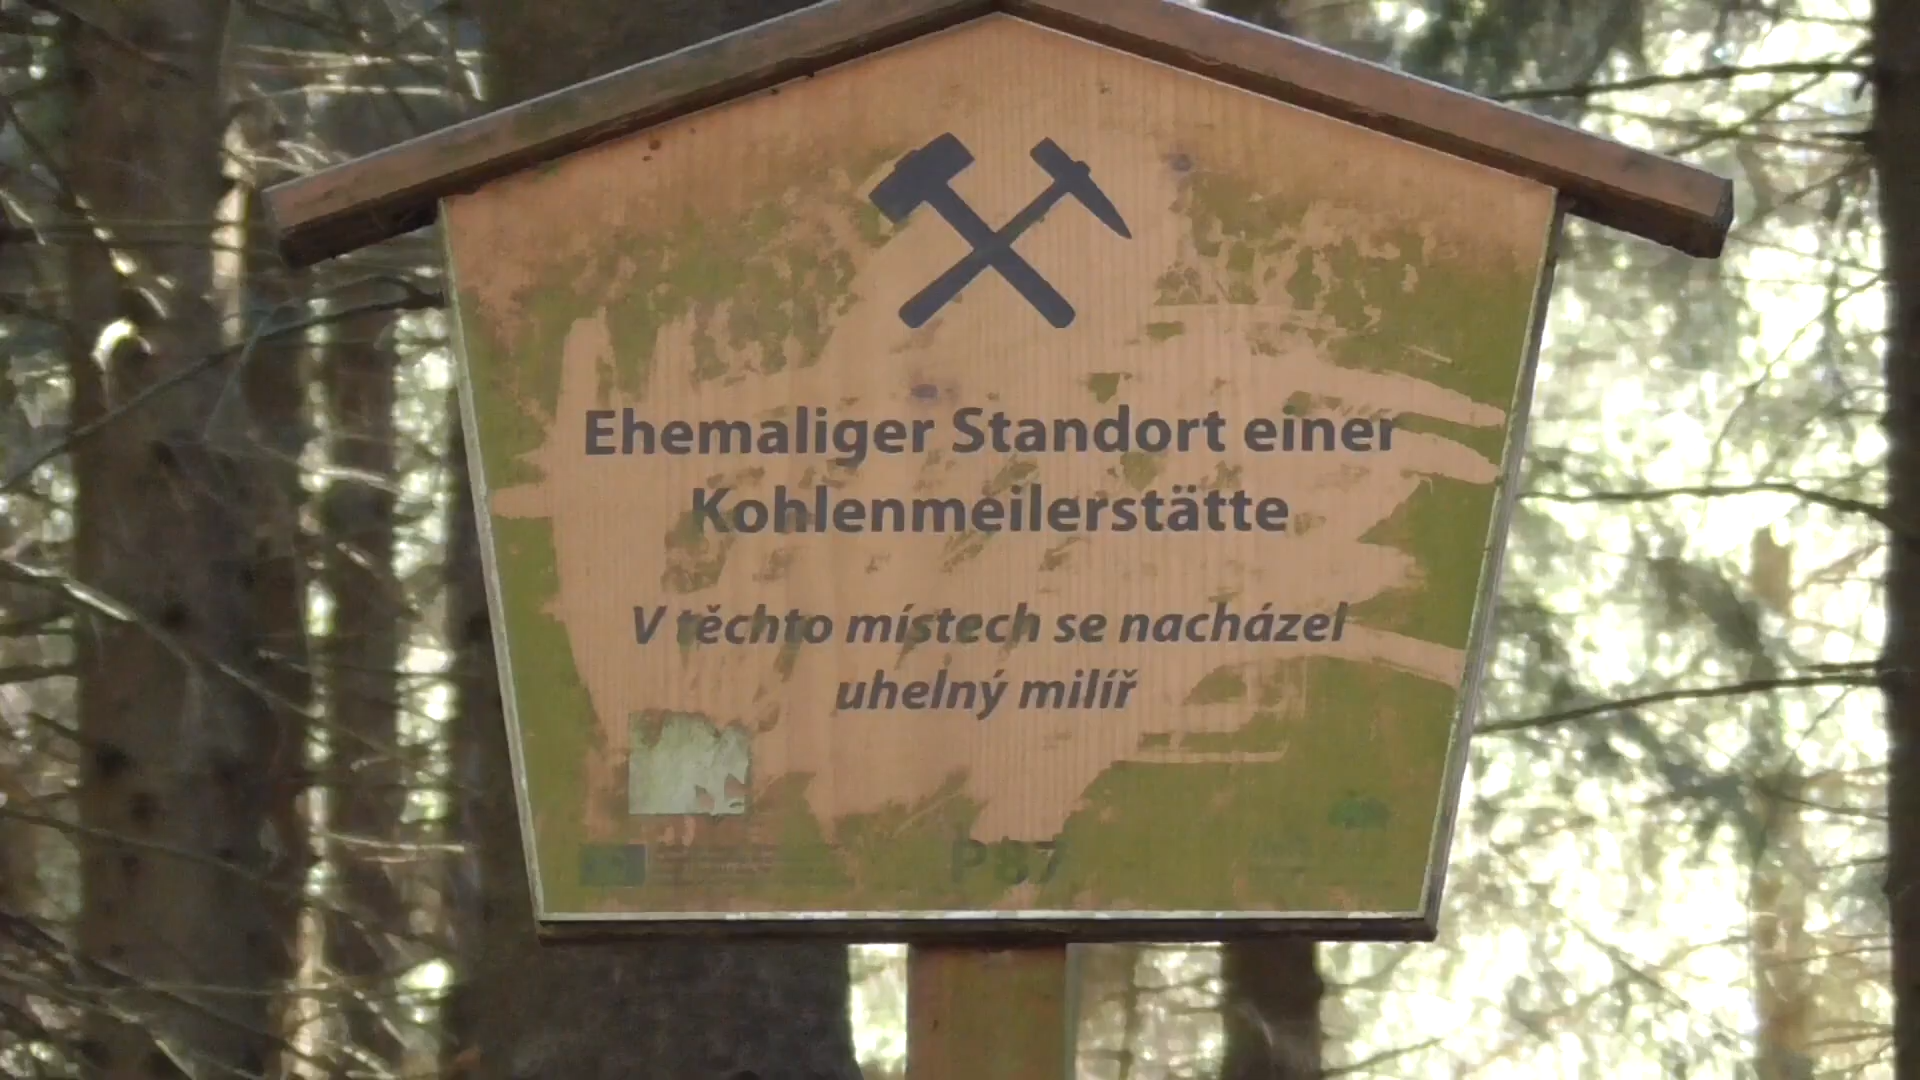 Ehemaliger Standort einer
Kohlenmeilerstätte
V těchto místech se nacházel
uhelný milíř
P87